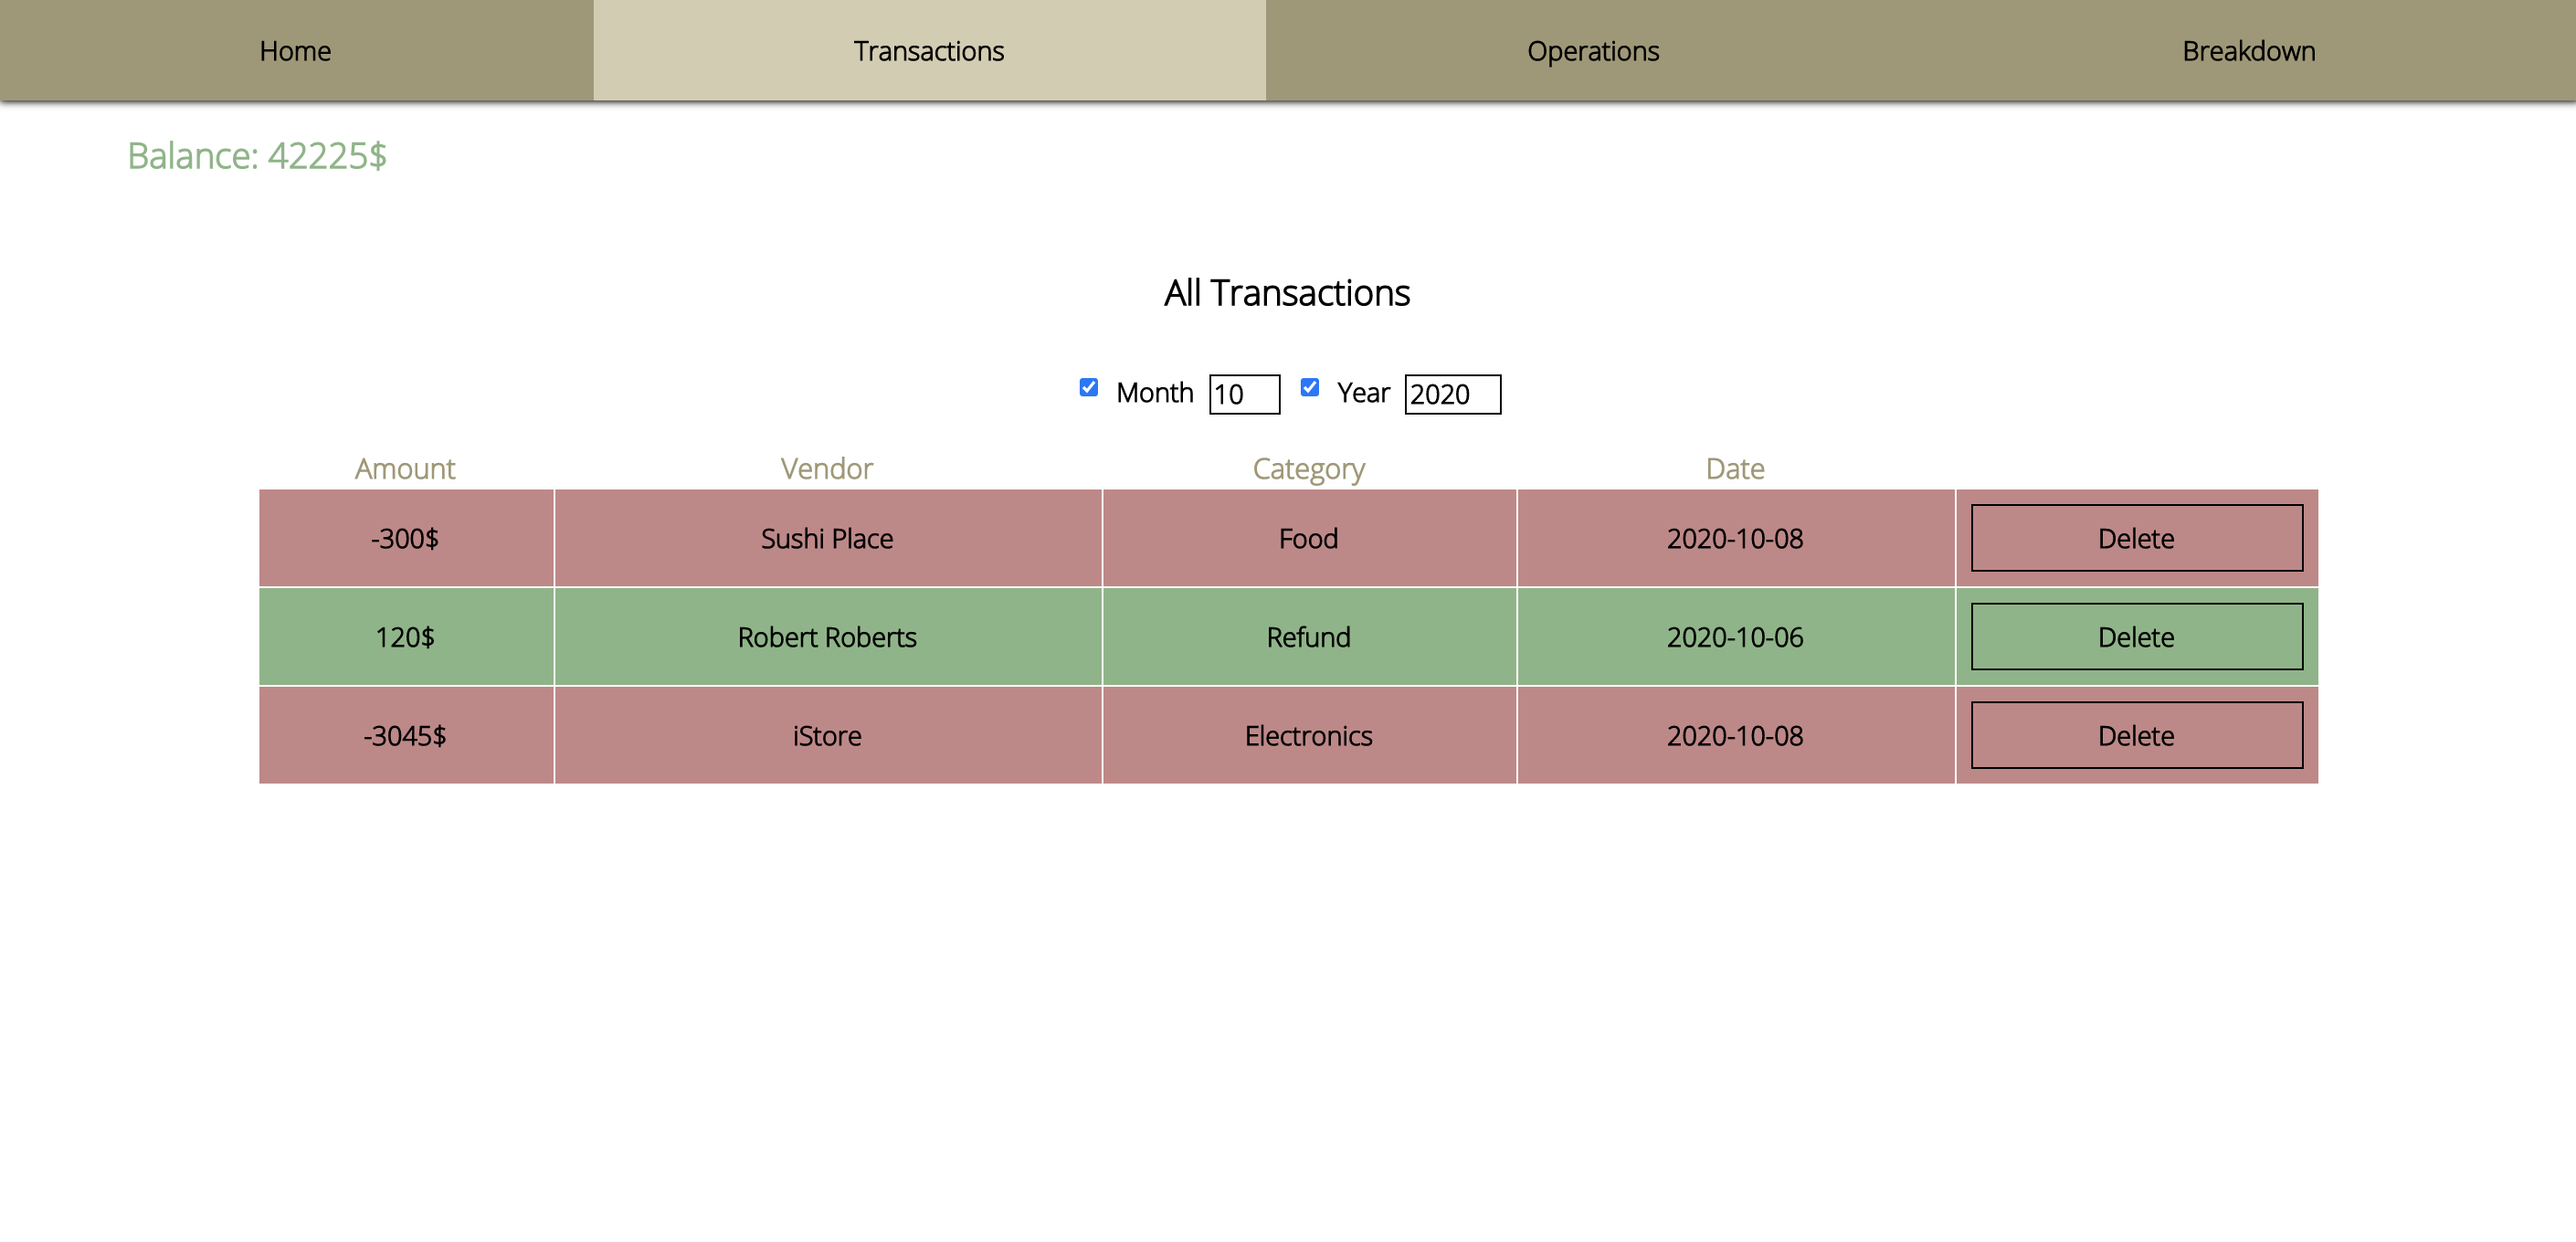 Home Transactions Operations Breakdown
Balance: 42225$
All Transactions
Month 10 Year 2020
Amount Vendor Category Date
-300$ Sushi Place Food 2020-10-08 Delete
120$ Robert Roberts Refund 2020-10-06 Delete
-3045$ iStore Electronics 2020-10-08 Delete